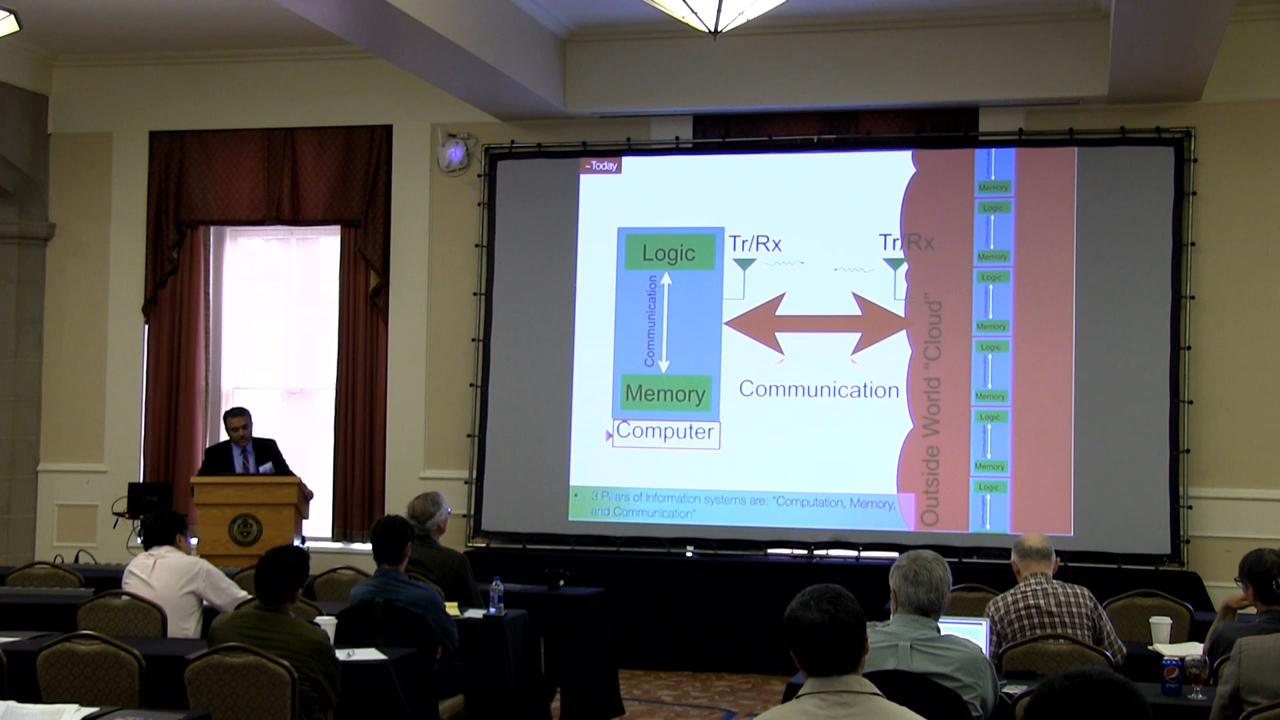 ~Today
Logic
Communication
Memory
Computer
Tr/Rx
Tr/Rx
Communication
Outside World "Cloud"
Memory
Logic
Memory
Logic
Memory
Logic
Memory
Logic
Memory
Logic
• 3 Pillars of Information systems are: "Computation, Memory,
and Communication"